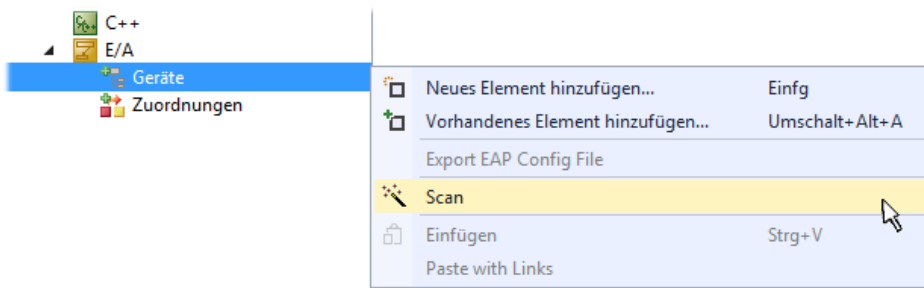 C++
E/A
Geräte
Zuordnungen
Neues Element hinzufügen... Einfg
Vorhandenes Element hinzufügen... Umschalt+Alt+A
Export EAP Config File
Scan
Einfügen Strg+V
Paste with Links